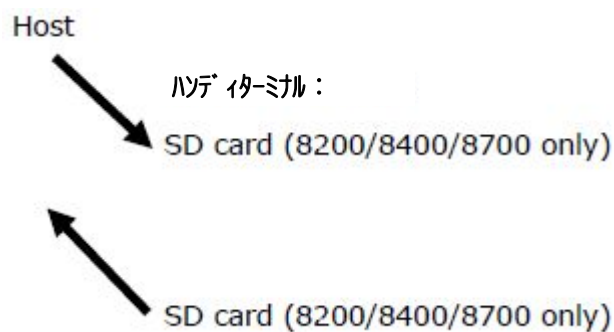 Host
ﾊﾝﾃﾞｨﾀｰﾐﾅﾙ：
SD card (8200/8400/8700 only)
SD card (8200/8400/8700 only)